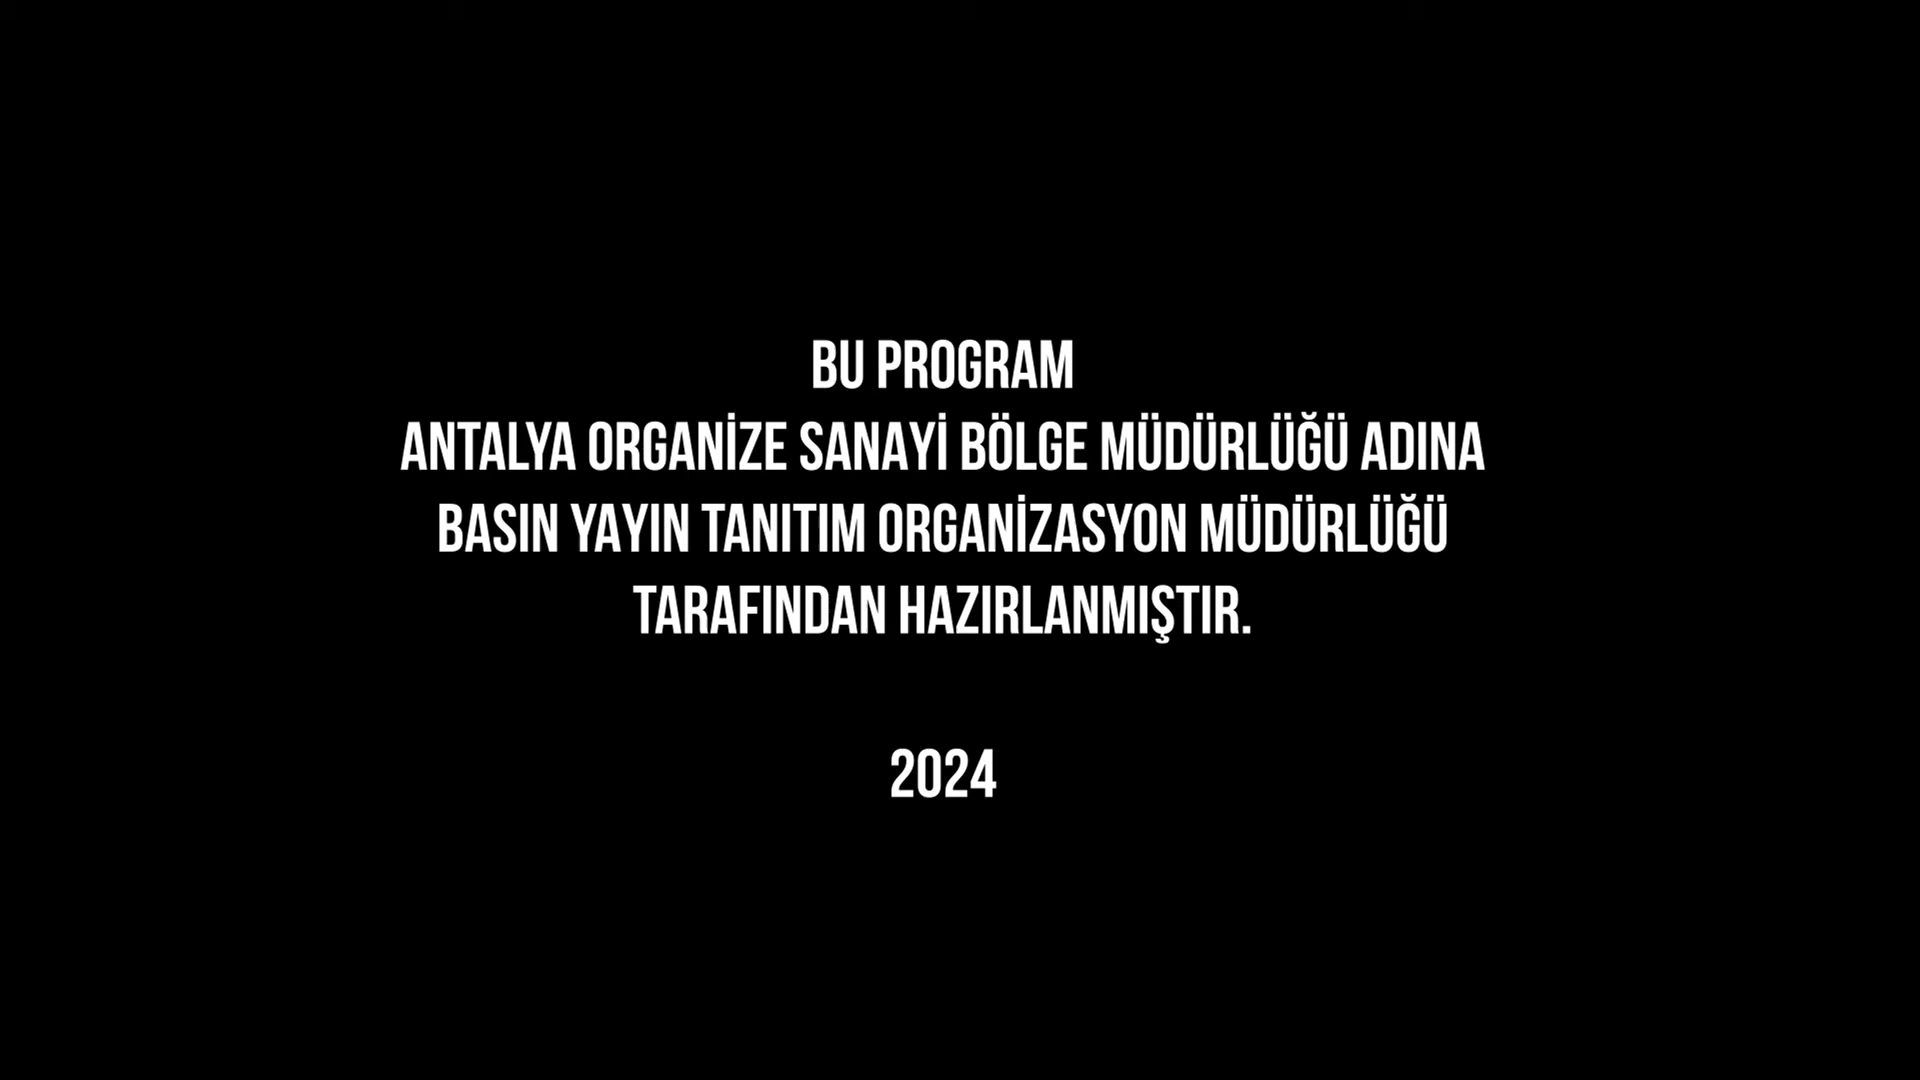 BU PROGRAM
ANTALYA ORGANİZE SANAYİ BÖLGE MÜDÜRLÜĞÜ ADINA
BASIN YAYIN TANITIM ORGANİZASYON MÜDÜRLÜĞÜ
TARAFINDAN HAZIRLANMIŞTIR.
2024